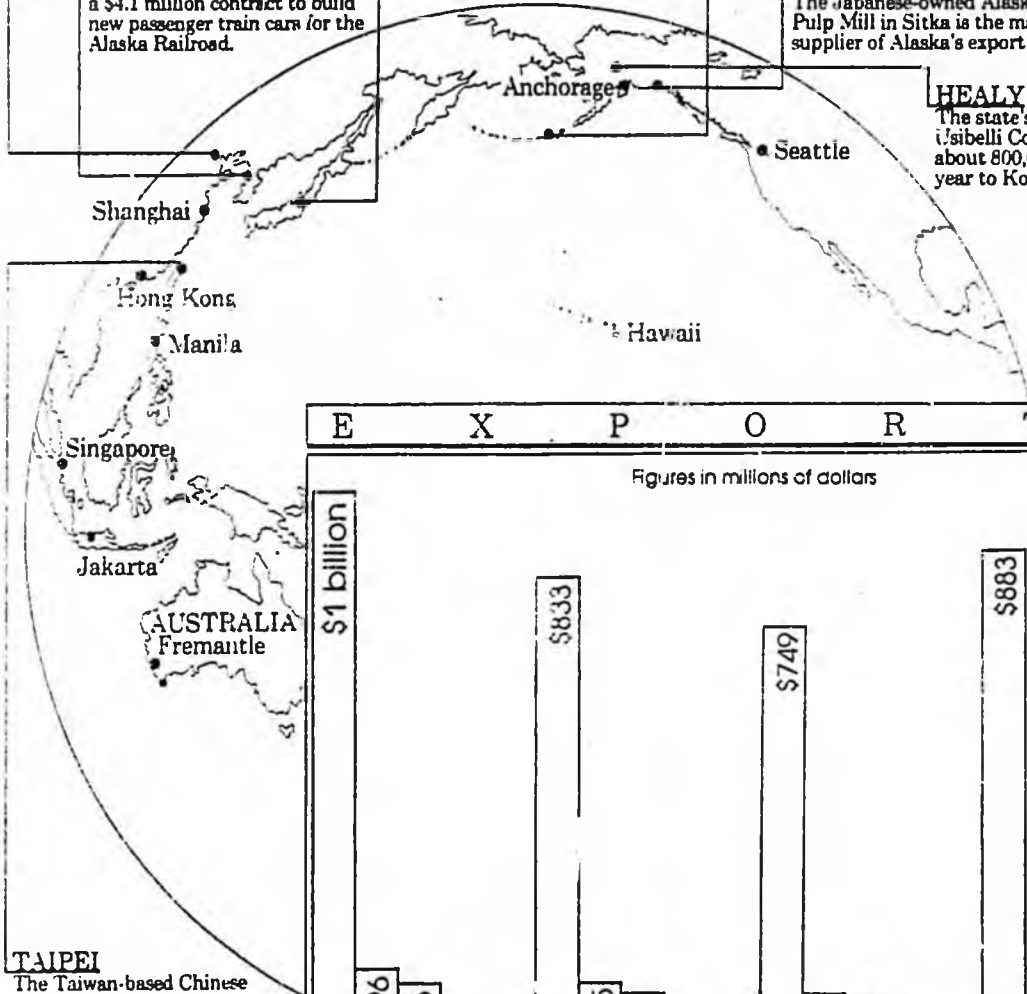 a $4.1 million contract to build
new passenger train cars for the
Alaska Railroad.
The Japanese-owned Alaska
Pulp Mill in Sitka is the
supplier of Alaska's export
HEALY
The state's
Usibelli
about 800,
year to
Anchorage
Seattle
Shanghai
Hong Kong
Manila
Hawaii
Singapore
Jakarta
AUSTRALIA
Fremantle
E X P O R
Figures in millions of dollars
$1 billion
$833
$749
$883
TAIPEI
The Taiwan-based Chinese